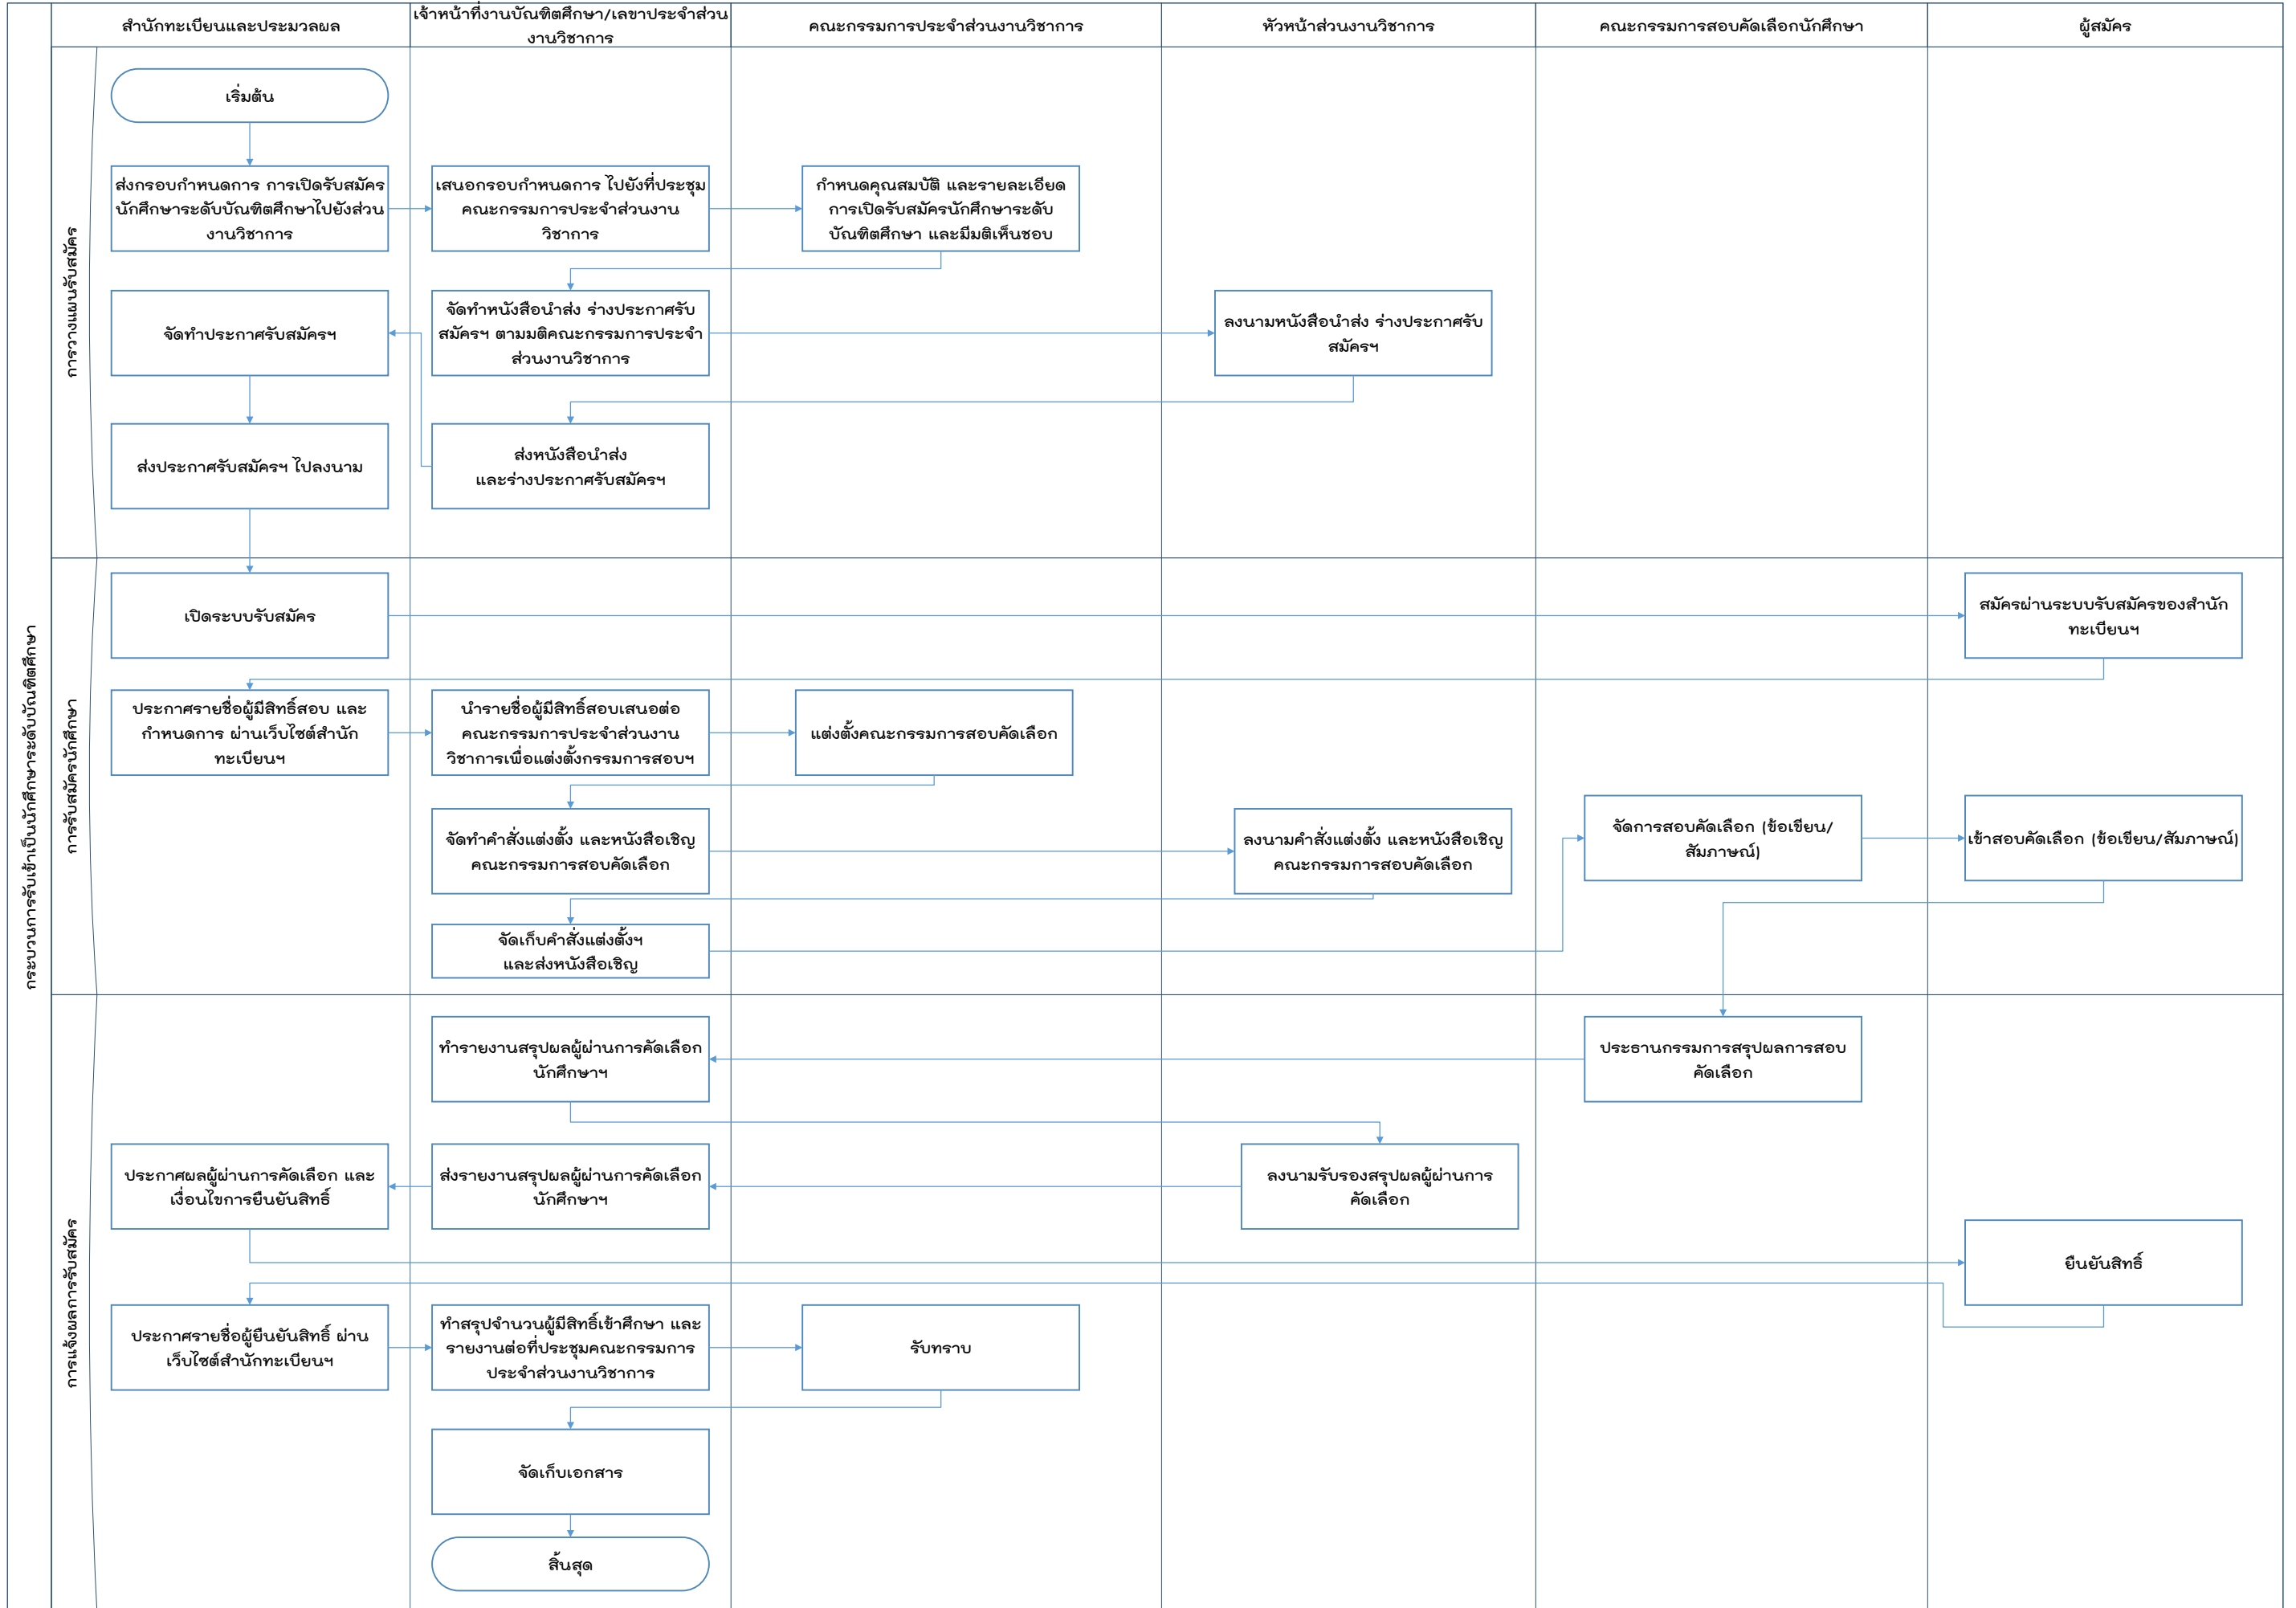 สำนักทะเบียนและประมวลผล
เจ้าหน้าที่งานบัณฑิตศึกษา/เลขาประจำส่วน
งานวิชาการ
คณะกรรมการประจำส่วนงานวิชาการ
หัวหน้าส่วนงานวิชาการ
คณะกรรมการสอบคัดเลือกนักศึกษา
ผู้สมัคร
กระบวนการรับเข้าเป็นนักศึกษาระดับบัณฑิตศึกษา
การวางแผนรับสมัคร
เริ่มต้น
ส่งกรอบกำหนดการ การเปิดรับสมัคร
นักศึกษาระดับบัณฑิตศึกษาไปยังส่วน
งานวิชาการ
เสนอกรอบกำหนดการ ไปยังที่ประชุม
คณะกรรมการประจำส่วนงาน
วิชาการ
กำหนดคุณสมบัติ และรายละเอียด
การเปิดรับสมัครนักศึกษาระดับ
บัณฑิตศึกษา และมีมติเห็นชอบ
จัดทำประกาศรับสมัครฯ
จัดทำหนังสือนำส่ง ร่างประกาศรับ
สมัครฯ ตามมติคณะกรรมการประจำ
ส่วนงานวิชาการ
ลงนามหนังสือนำส่ง ร่างประกาศรับ
สมัครฯ
ส่งประกาศรับสมัครฯ ไปลงนาม
ส่งหนังสือนำส่ง
และร่างประกาศรับสมัครฯ
การรับสมัครนักศึกษา
เปิดระบบรับสมัคร
สมัครผ่านระบบรับสมัครของสำนัก
ทะเบียนฯ
ประกาศรายชื่อผู้มีสิทธิ์สอบ และ
กำหนดการ ผ่านเว็บไซต์สำนัก
ทะเบียนฯ
นำรายชื่อผู้มีสิทธิ์สอบเสนอต่อ
คณะกรรมการประจำส่วนงาน
วิชาการเพื่อแต่งตั้งกรรมการสอบฯ
แต่งตั้งคณะกรรมการสอบคัดเลือก
จัดทำคำสั่งแต่งตั้ง และหนังสือเชิญ
คณะกรรมการสอบคัดเลือก
ลงนามคำสั่งแต่งตั้ง และหนังสือเชิญ
คณะกรรมการสอบคัดเลือก
จัดการสอบคัดเลือก (ข้อเขียน/
สัมภาษณ์)
เข้าสอบคัดเลือก (ข้อเขียน/สัมภาษณ์)
จัดเก็บคำสั่งแต่งตั้งฯ
และส่งหนังสือเชิญ
การแจ้งผลการรับสมัคร
ทำรายงานสรุปผลผู้ผ่านการคัดเลือก
นักศึกษาฯ
ประธานกรรมการสรุปผลการสอบ
คัดเลือก
ประกาศผลผู้ผ่านการคัดเลือก และ
เงื่อนไขการยืนยันสิทธิ์
ส่งรายงานสรุปผลผู้ผ่านการคัดเลือก
นักศึกษาฯ
ลงนามรับรองสรุปผลผู้ผ่านการ
คัดเลือก
ยืนยันสิทธิ์
ประกาศรายชื่อผู้ยืนยันสิทธิ์ ผ่าน
เว็บไซต์สำนักทะเบียนฯ
ทำสรุปจำนวนผู้มีสิทธิ์เข้าศึกษา และ
รายงานต่อที่ประชุมคณะกรรมการ
ประจำส่วนงานวิชาการ
รับทราบ
จัดเก็บเอกสาร
สิ้นสุด